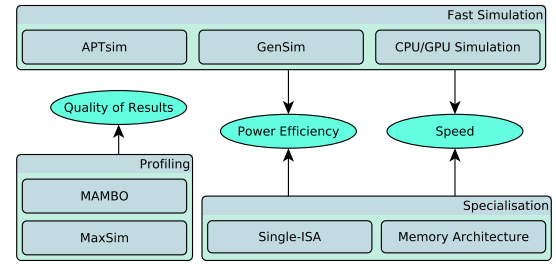 Fast Simulation
APTsim
GenSim
CPU/GPU Simulation
Quality of Results
Power Efficiency
Speed
Profiling
MAMBO
MaxSim
Specialisation
Single-ISA
Memory Architecture